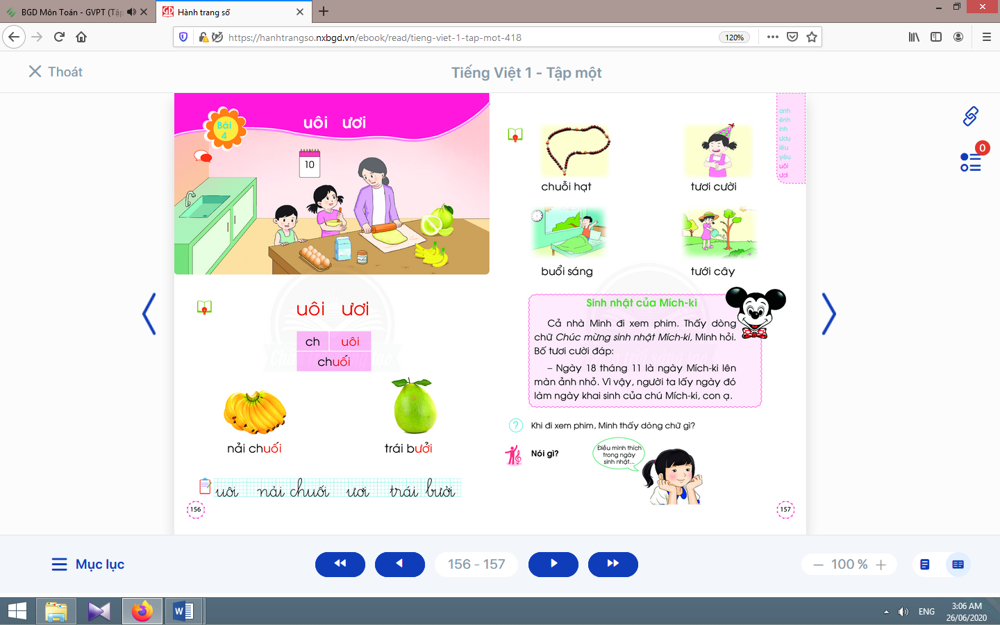 BGD Môn Toán - GVPT (Tập
Hành trang số
https://hanhtrangso.nxbgd.vn/ebook/read/tieng-viet-1-tap-mot-418
120%
Thoát
Tiếng Việt 1 - Tập một
Bài
4
uôi ươi
10
MUỐI
uôi ươi
ch uôi
chuối
nải chuối
trái bưởi
uôi nải chuối ươi trái bưởi
156
anh
ênh
inh
ươu
iêu
yêu
uôi
ươi
chuỗi hạt
tươi cười
buổi sáng
tưới cây
Sinh nhật của Mích-ki
Cả nhà Minh đi xem phim. Thấy dòng
chữ Chúc mừng sinh nhật Mích-ki, Minh hỏi.
Bố tươi cười đáp:
– Ngày 18 tháng 11 là ngày Mích-ki lên
màn ảnh nhỏ. Vì vậy, người ta lấy ngày đó
làm ngày khai sinh của chú Mích-ki, con ạ.
? Khi đi xem phim, Minh thấy dòng chữ gì?
Nói gì?
Điều mình thích
trong ngày
sinh nhật...
157
0
Mục lục
156 - 157
100 %
ENG
3:06 AM
26/06/2020